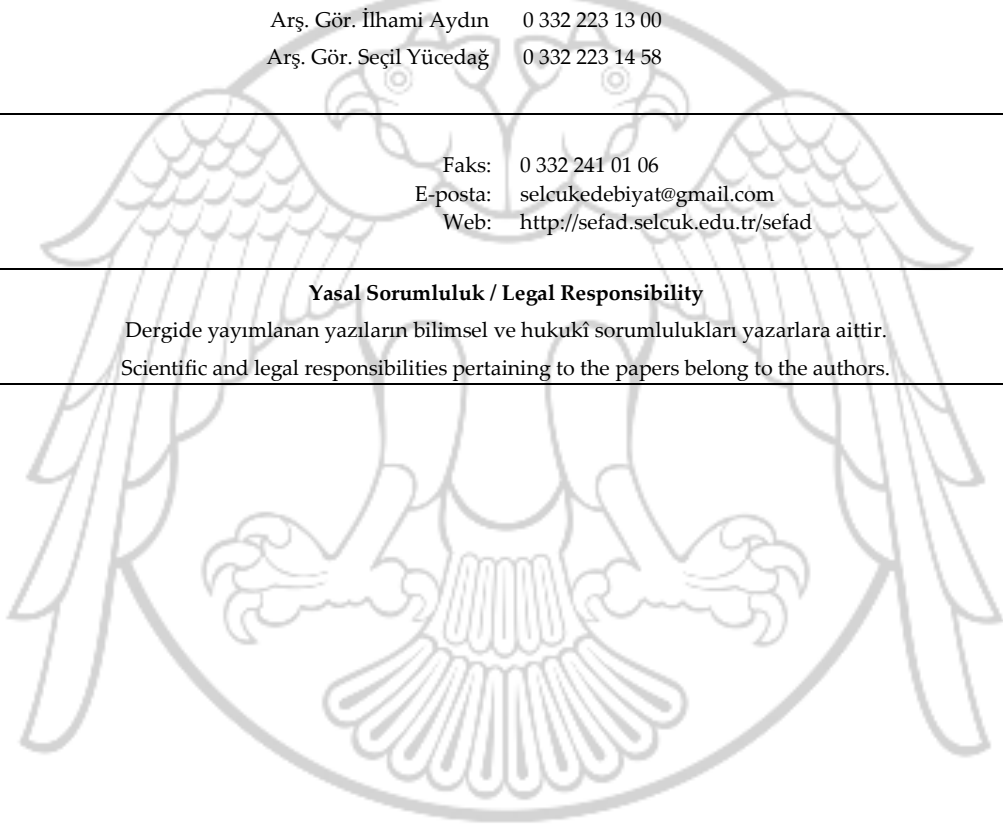 Arş. Gör. İlhami Aydın 0 332 223 13 00
Arş. Gör. Seçil Yücedağ 0 332 223 14 58
Faks: 0 332 241 01 06
E-posta: selcukedebiyat@gmail.com
Web: http://sefad.selcuk.edu.tr/sefad
Yasal Sorumluluk / Legal Responsibility
Dergide yayımlanan yazıların bilimsel ve hukukî sorumlulukları yazarlara aittir.
Scientific and legal responsibilities pertaining to the papers belong to the authors.